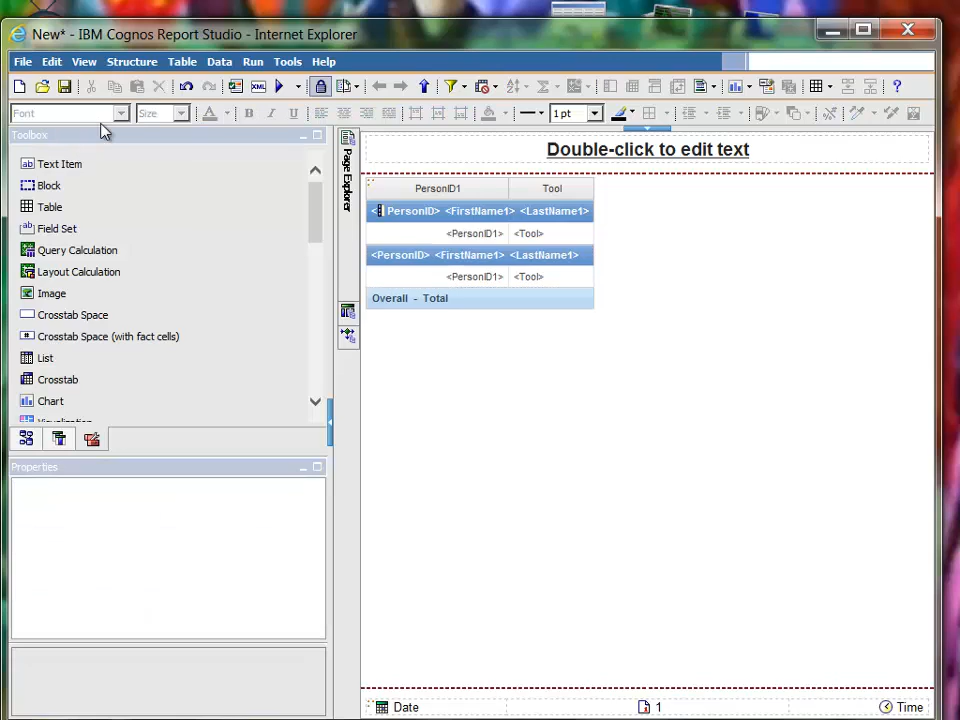 New* - IBM Cognos Report Studio - Internet Explorer
File Edit View Structure Table Data Run Tools Help
Font Size 1 pt
Toolbox
Text Item
Block
Table
Field Set
Query Calculation
Layout Calculation
Image
Crosstab Space
Crosstab Space (with fact cells)
List
Crosstab
Chart
Visualization
Properties
Page Explorer
Double-click to edit text
PersonID1 Tool
<PersonID> <FirstName1> <LastName1>
<PersonID1> <Tool>
<PersonID> <FirstName1> <LastName1>
<PersonID1> <Tool>
Overall - Total
Date 1 Time